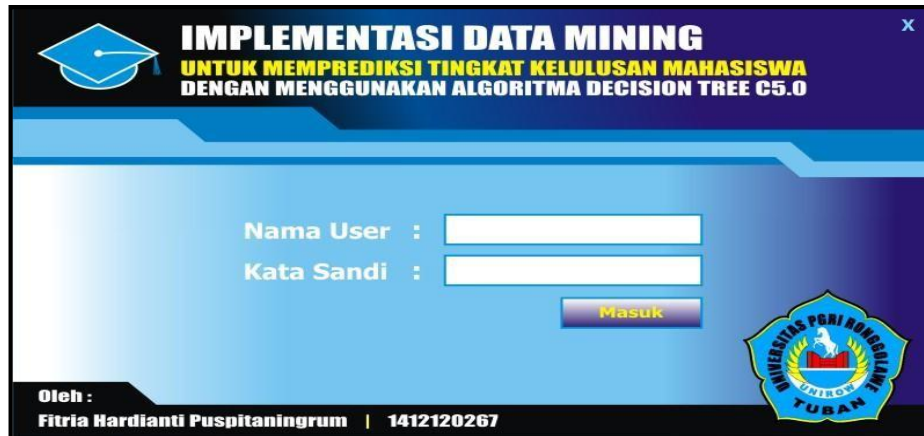 IMPLEMENTASI DATA MINING
X
UNTUK MEMPREDIKSI TINGKAT KELULUSAN MAHASISWA
DENGAN MENGGUNAKAN ALGORITMA DECISION TREE C5.0
Nama User :
Kata Sandi :
Masuk
UNIVERSITAS PGRI RONGGOLAWE
UNIROW
TUBAN
Oleh :
Fitria Hardianti Puspitaningrum | 1412120267